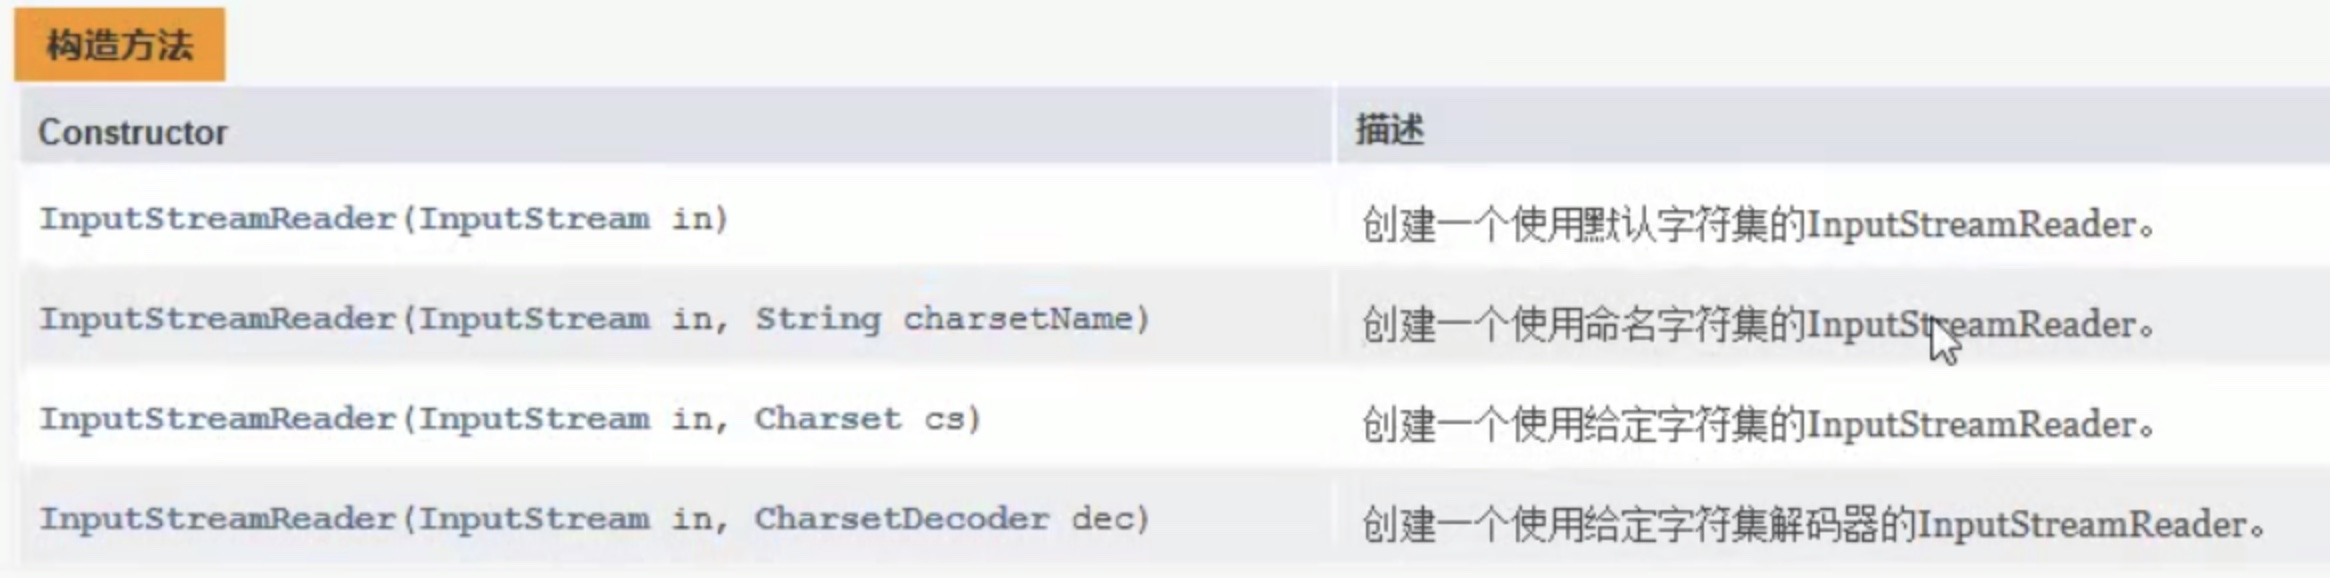 构造方法
Constructor 描述
InputStreamReader(InputStream in) 创建一个使用默认字符集的InputStreamReader。
InputStreamReader(InputStream in, String charsetName) 创建一个使用命名字符集的InputStreamReader。
InputStreamReader(InputStream in, Charset cs) 创建一个使用给定字符集的InputStreamReader。
InputStreamReader(InputStream in, CharsetDecoder dec) 创建一个使用给定字符集解码器的InputStreamReader。